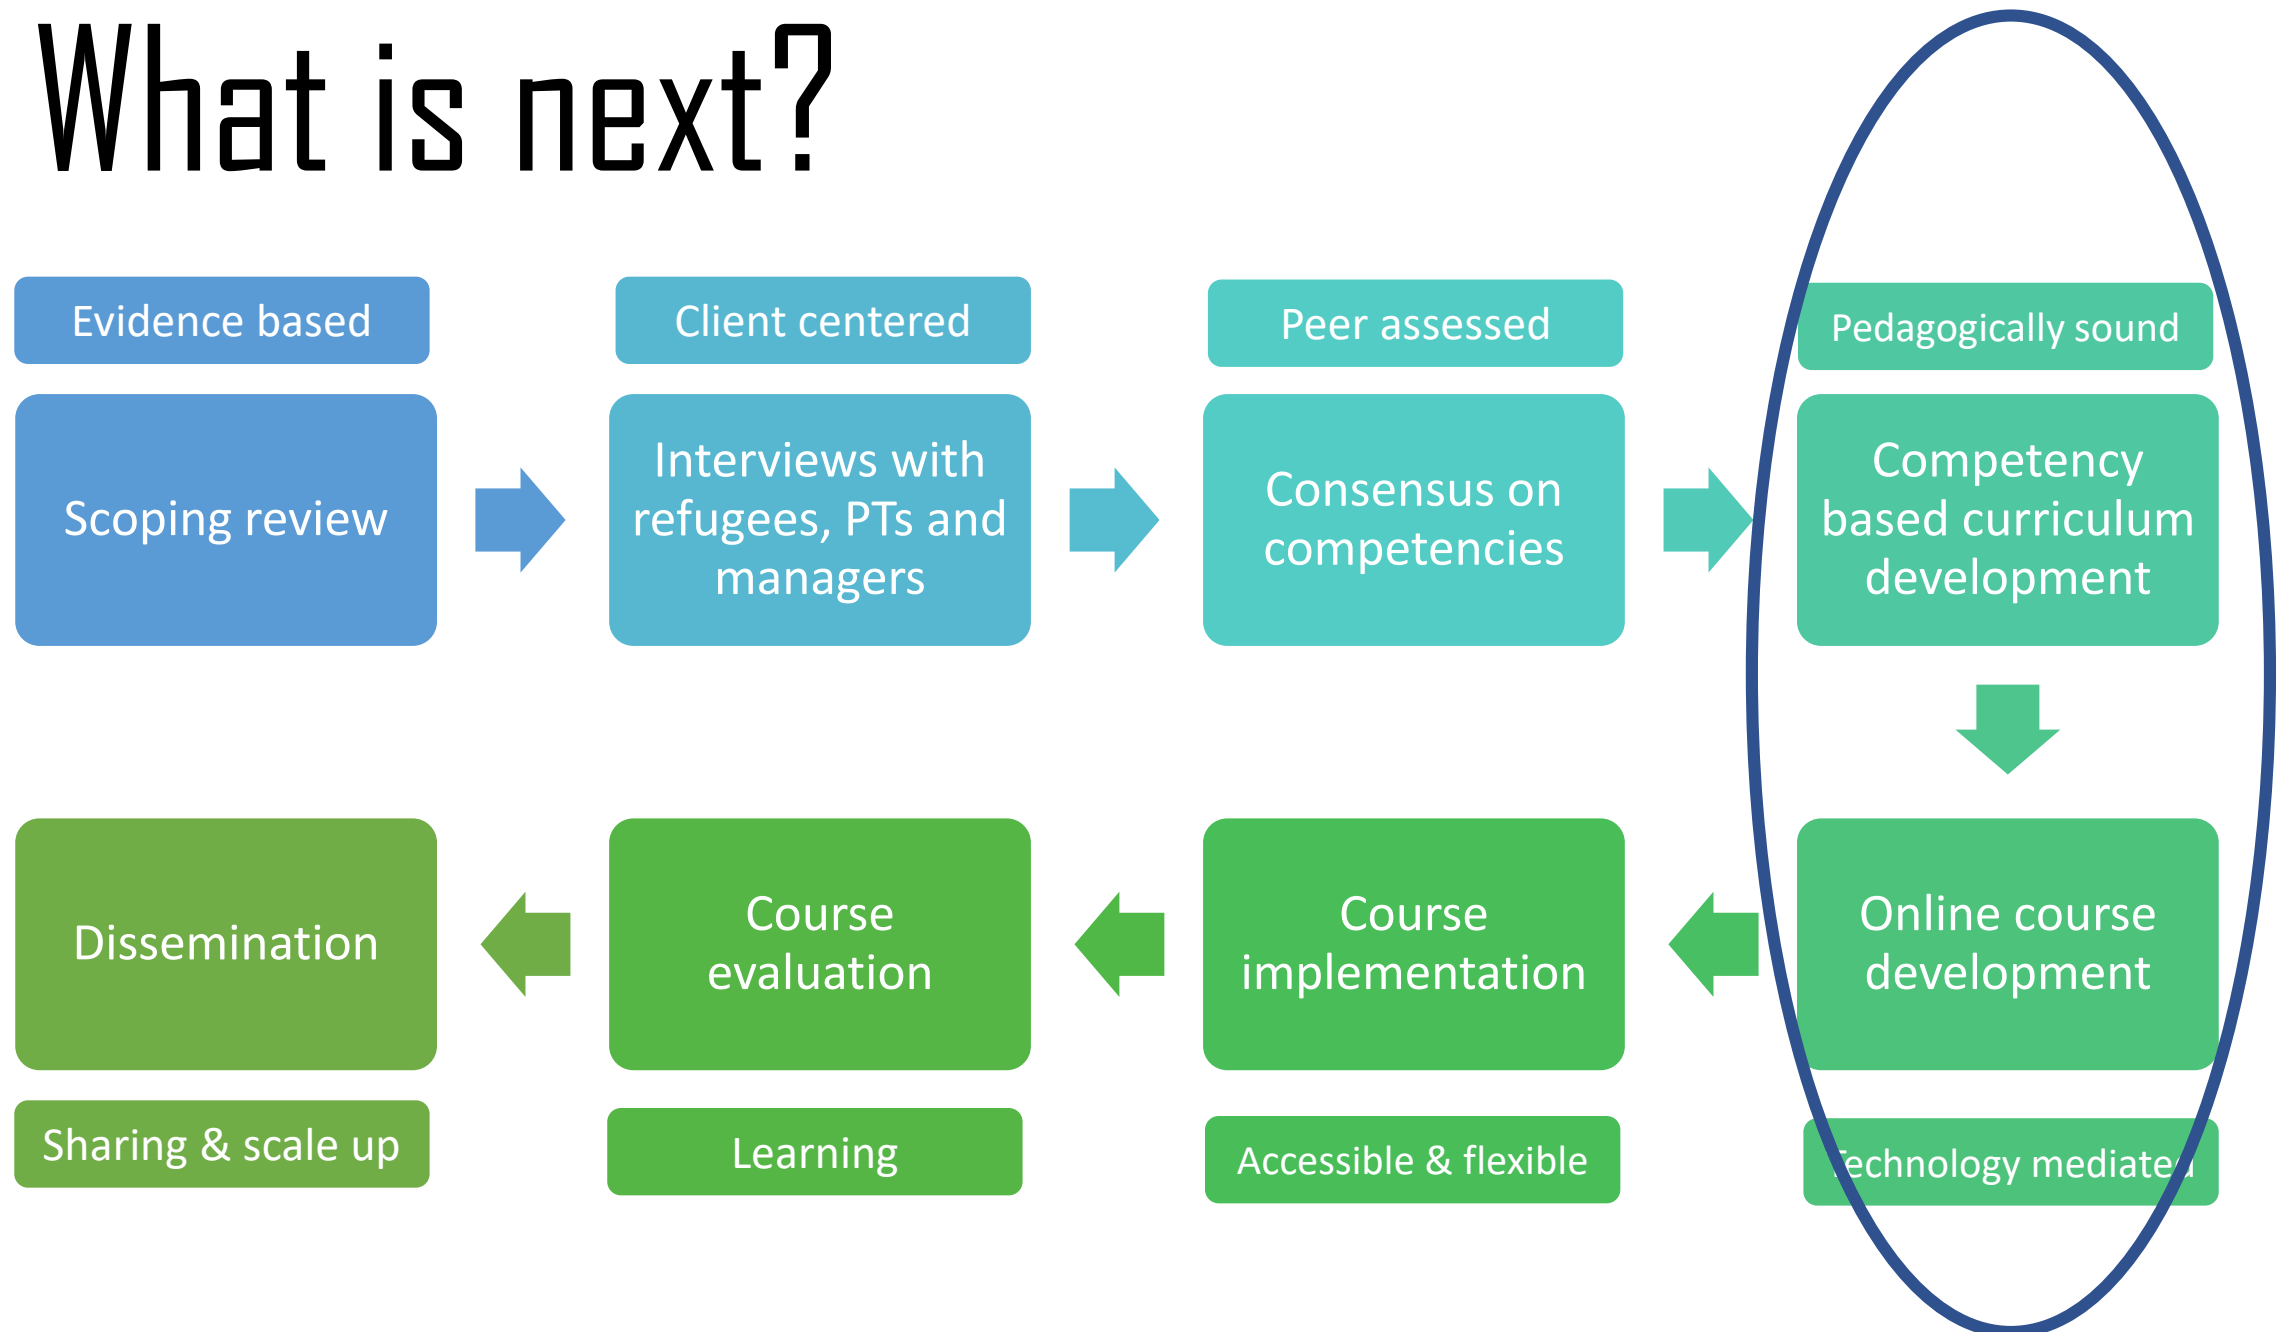 What is next?
Evidence based
Client centered
Peer assessed
Pedagogically sound
Scoping review
Interviews with
refugees, PTs and
managers
Consensus on
competencies
Competency
based curriculum
development
Dissemination
Course
evaluation
Course
implementation
Online course
development
Sharing & scale up
Learning
Accessible & flexible
Technology mediated